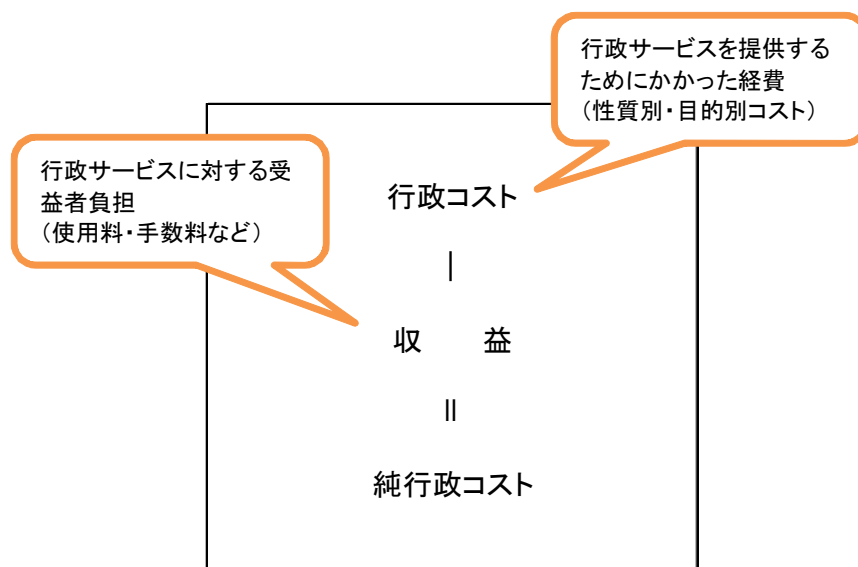 行政サービスを提供する
ためにかかった経費
(性質別・目的別コスト)
行政サービスに対する受
益者負担
(使用料・手数料など)
行政コスト
|
収　益
||
純行政コスト